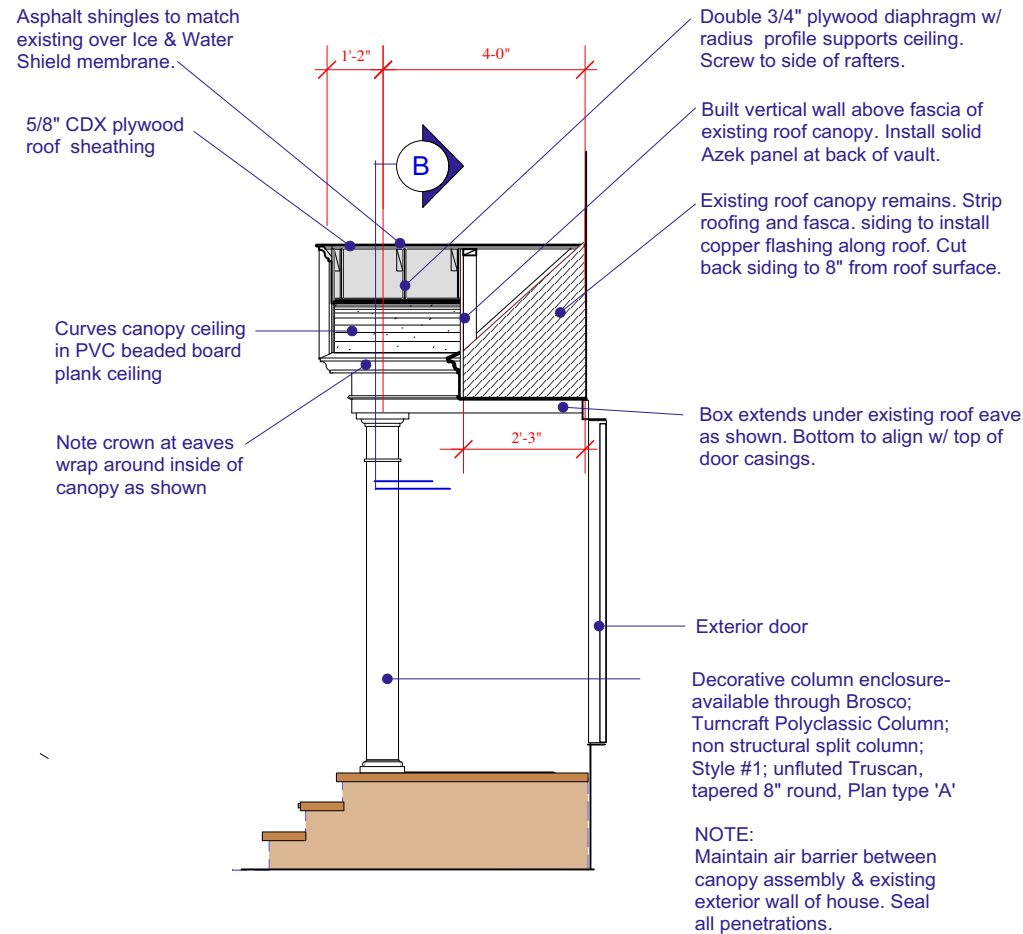 Asphalt shingles to match
existing over Ice & Water
Shield membrane.
5/8" CDX plywood
roof sheathing
Curves canopy ceiling
in PVC beaded board
plank ceiling
Note crown at eaves
wrap around inside of
canopy as shown
1'-2"
4-0"
B
2'-3"
Double 3/4" plywood diaphragm w/
radius profile supports ceiling.
Screw to side of rafters.
Built vertical wall above fascia of
existing roof canopy. Install solid
Azek panel at back of vault.
Existing roof canopy remains. Strip
roofing and fasca. siding to install
copper flashing along roof. Cut
back siding to 8" from roof surface.
Box extends under existing roof eave
as shown. Bottom to align w/ top of
door casings.
Exterior door
Decorative column enclosure-
available through Brosco;
Turncraft Polyclassic Column;
non structural split column;
Style #1; unfluted Truscan,
tapered 8" round, Plan type 'A'
NOTE:
Maintain air barrier between
canopy assembly & existing
exterior wall of house. Seal
all penetrations.